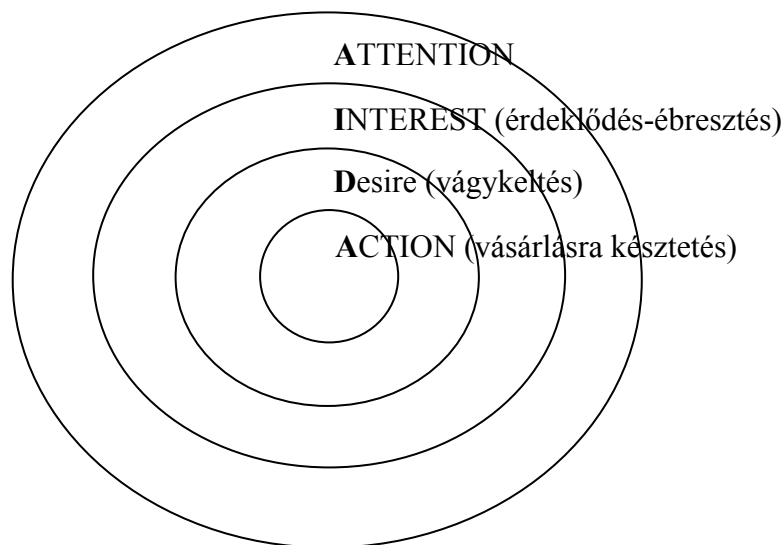 ATTENTION
INTEREST (érdeklődés-ébresztés)
Desire (vágykeltés)
ACTION (vásárlásra késztetés)